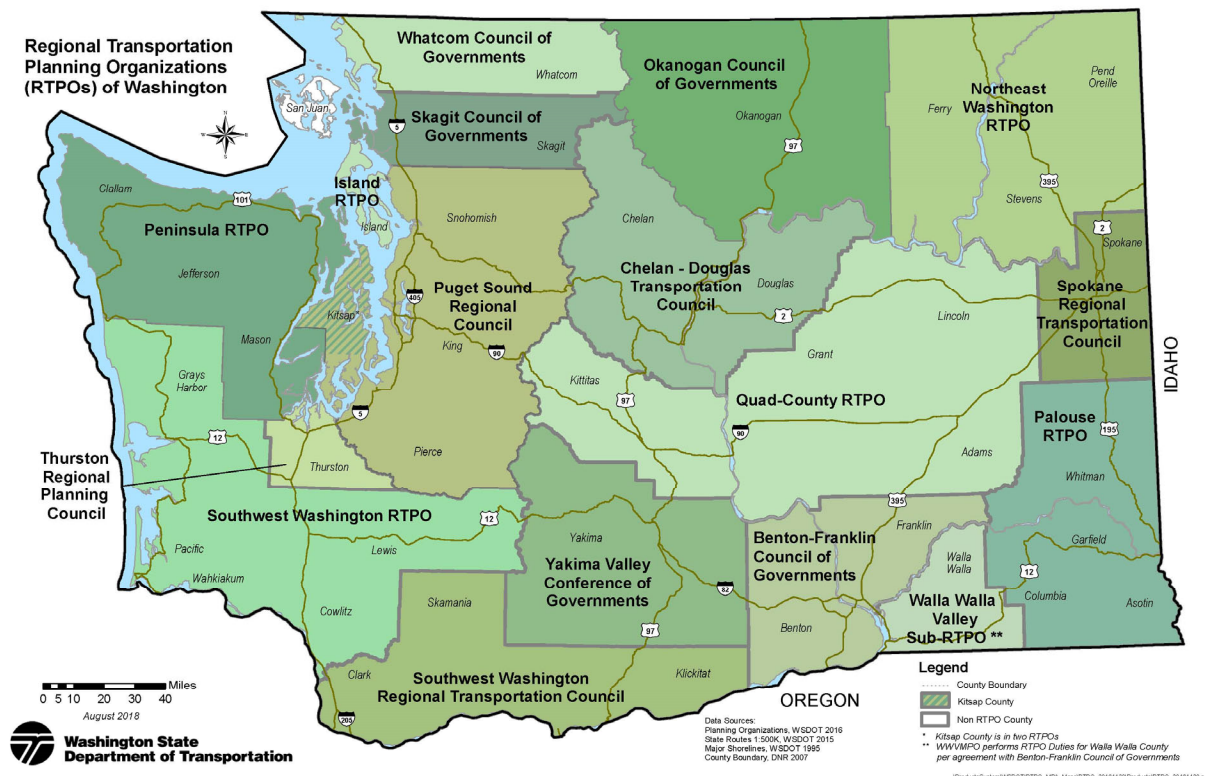 Regional Transportation
Planning Organizations
(RTPOs) of Washington
N
W
E
S
Whatcom Council of
Governments
Whatcom
Okanogan Council
of Governments
Okanogan
Northeast
Washington
RTPO
Pend
Oreille
Ferry
Stevens
San Juan
Skagit Council of
Governments
Skagit
5
97
395
Island
RTPO
Island
Clallam
101
Peninsula RTPO
Jefferson
Snohomish
Chelan
Chelan - Douglas
Transportation
Council
Douglas
2
2
Spokane
Spokane
Regional
Transportation
Council
Puget Sound
Regional
Council
405
Kitsap*
King
90
Mason
Lincoln
Grant
Grays
Harbor
Kittitas
97
Quad-County RTPO
90
Adams
IDAHO
Palouse
RTPO
195
Whitman
5
12
Thurston
Regional
Planning
Council
Thurston
Pierce
Southwest Washington RTPO
12
Pacific
Lewis
Wahkiakum
Cowlitz
Yakima
Yakima Valley
Conference of
Governments
82
97
395
Franklin
Benton-Franklin
Council of
Governments
Benton
Walla
Walla
Walla Walla
Valley
Sub-RTPO **
Garfield
12
Columbia
Asotin
Skamania
Clark
Southwest Washington
Regional Transportation Council
Klickitat
205
OREGON
0 5 10 20 30 40
Miles
August 2018
Washington State
Department of Transportation
Data Sources:
Planning Organizations, WSDOT 2016
State Routes 1:500K, WSDOT 2015
Major Shorelines, WSDOT 1995
County Boundary, DNR 2007
Legend
County Boundary
Kitsap County
Non RTPO County
* Kitsap County is in two RTPOs
** WWVMPO performs RTPO Duties for Walla Walla County
per agreement with Benton-Franklin Council of Governments